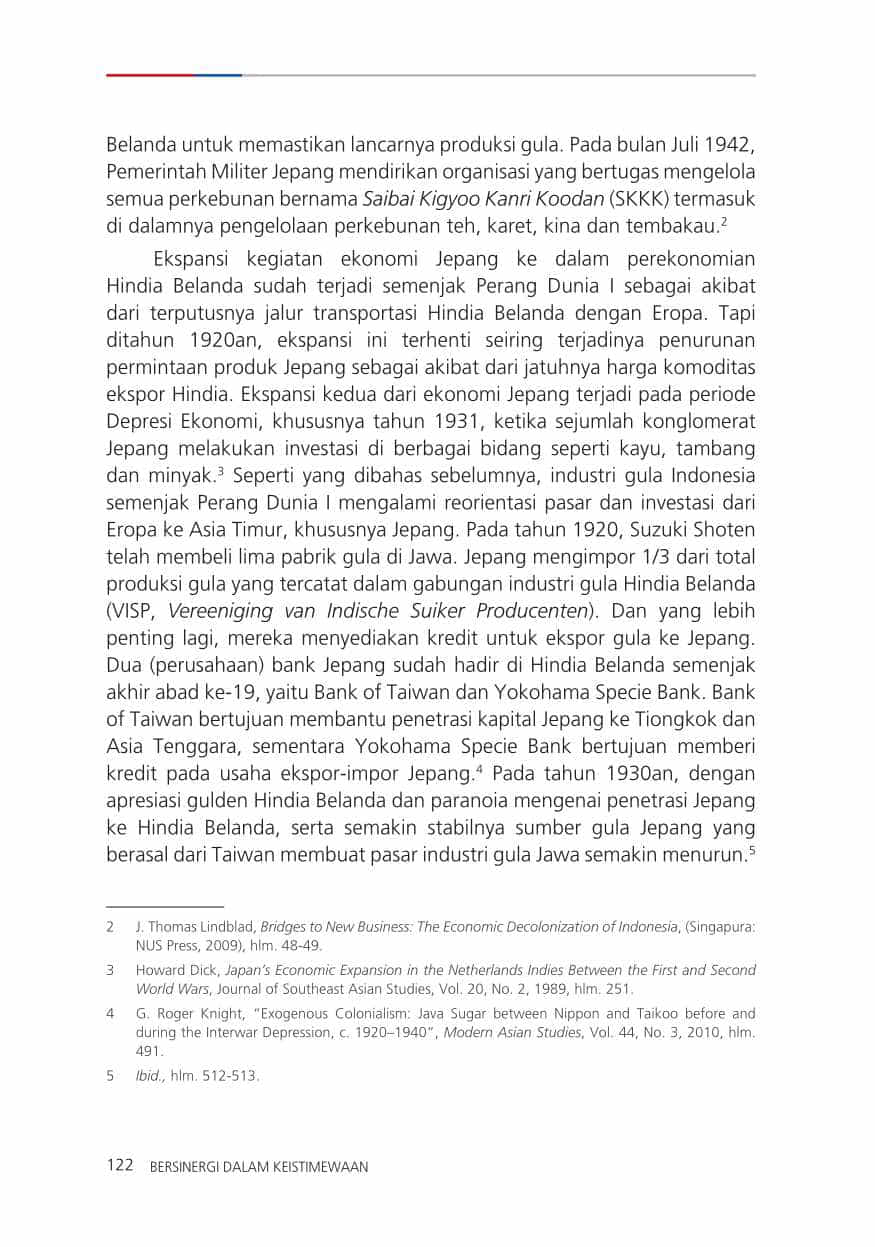 Belanda untuk memastikan lancarnya produksi gula. Pada bulan Juli 1942,
Pemerintah Militer Jepang mendirikan organisasi yang bertugas mengelola
semua perkebunan bernama Saibai Kigyoo Kanri Koodan (SKKK) termasuk
di dalamnya pengelolaan perkebunan teh, karet, kina dan tembakau.2
Ekspansi kegiatan ekonomi Jepang ke dalam perekonomian
Hindia Belanda sudah terjadi semenjak Perang Dunia I sebagai akibat
dari terputusnya jalur transportasi Hindia Belanda dengan Eropa. Tapi
ditahun 1920an, ekspansi ini terhenti seiring terjadinya penurunan
permintaan produk Jepang sebagai akibat dari jatuhnya harga komoditas
ekspor Hindia. Ekspansi kedua dari ekonomi Jepang terjadi pada periode
Depresi Ekonomi, khususnya tahun 1931, ketika sejumlah konglomerat
Jepang melakukan investasi di berbagai bidang seperti kayu, tambang
dan minyak.3 Seperti yang dibahas sebelumnya, industri gula Indonesia
semenjak Perang Dunia I mengalami reorientasi pasar dan investasi dari
Eropa ke Asia Timur, khususnya Jepang. Pada tahun 1920, Suzuki Shoten
telah membeli lima pabrik gula di Jawa. Jepang mengimpor 1/3 dari total
produksi gula yang tercatat dalam gabungan industri gula Hindia Belanda
(VISP, Vereeniging van Indische Suiker Producenten). Dan yang lebih
penting lagi, mereka menyediakan kredit untuk ekspor gula ke Jepang.
Dua (perusahaan) bank Jepang sudah hadir di Hindia Belanda semenjak
akhir abad ke-19, yaitu Bank of Taiwan dan Yokohama Specie Bank. Bank
of Taiwan bertujuan membantu penetrasi kapital Jepang ke Tiongkok dan
Asia Tenggara, sementara Yokohama Specie Bank bertujuan memberi
kredit pada usaha ekspor-impor Jepang.4 Pada tahun 1930an, dengan
apresiasi gulden Hindia Belanda dan paranoia mengenai penetrasi Jepang
ke Hindia Belanda, serta semakin stabilnya sumber gula Jepang yang
berasal dari Taiwan membuat pasar industri gula Jawa semakin menurun.5
2 J. Thomas Lindblad, Bridges to New Business: The Economic Decolonization of Indonesia, (Singapura:
NUS Press, 2009), hlm. 48-49.
3 Howard Dick, Japan's Economic Expansion in the Netherlands Indies Between the First and Second
World Wars, Journal of Southeast Asian Studies, Vol. 20, No. 2, 1989, hlm. 251.
4 G. Roger Knight, "Exogenous Colonialism: Java Sugar between Nippon and Taikoo before and
during the Interwar Depression, c. 1920–1940", Modern Asian Studies, Vol. 44, No. 3, 2010, hlm.
491.
5 Ibid., hlm. 512-513.
122 BERSINERGI DALAM KEISTIMEWAAN